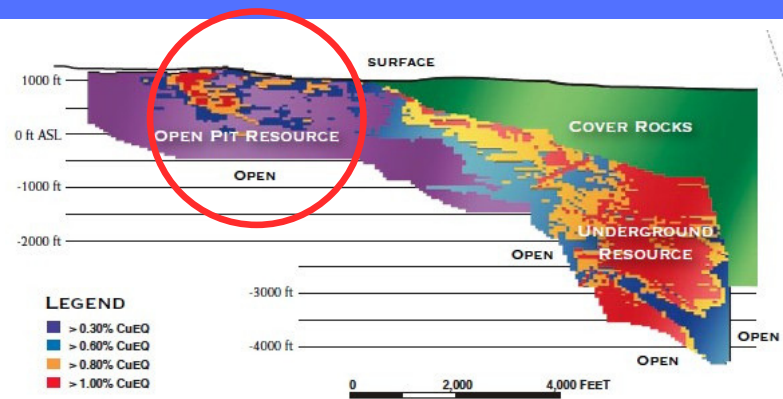 SURFACE
1000 ft
OPEN PIT RESOURCE
COVER ROCKS
0 ft ASL
OPEN
-1000 ft
UNDERGROUND
RESOURCE
-2000 ft
OPEN
LEGEND
-3000 ft
> 0.30% CuEQ
> 0.60% CuEQ
OPEN
> 0.80% CuEQ
-4000 ft
OPEN
> 1.00% CuEQ
0 2,000 4,000 FEET